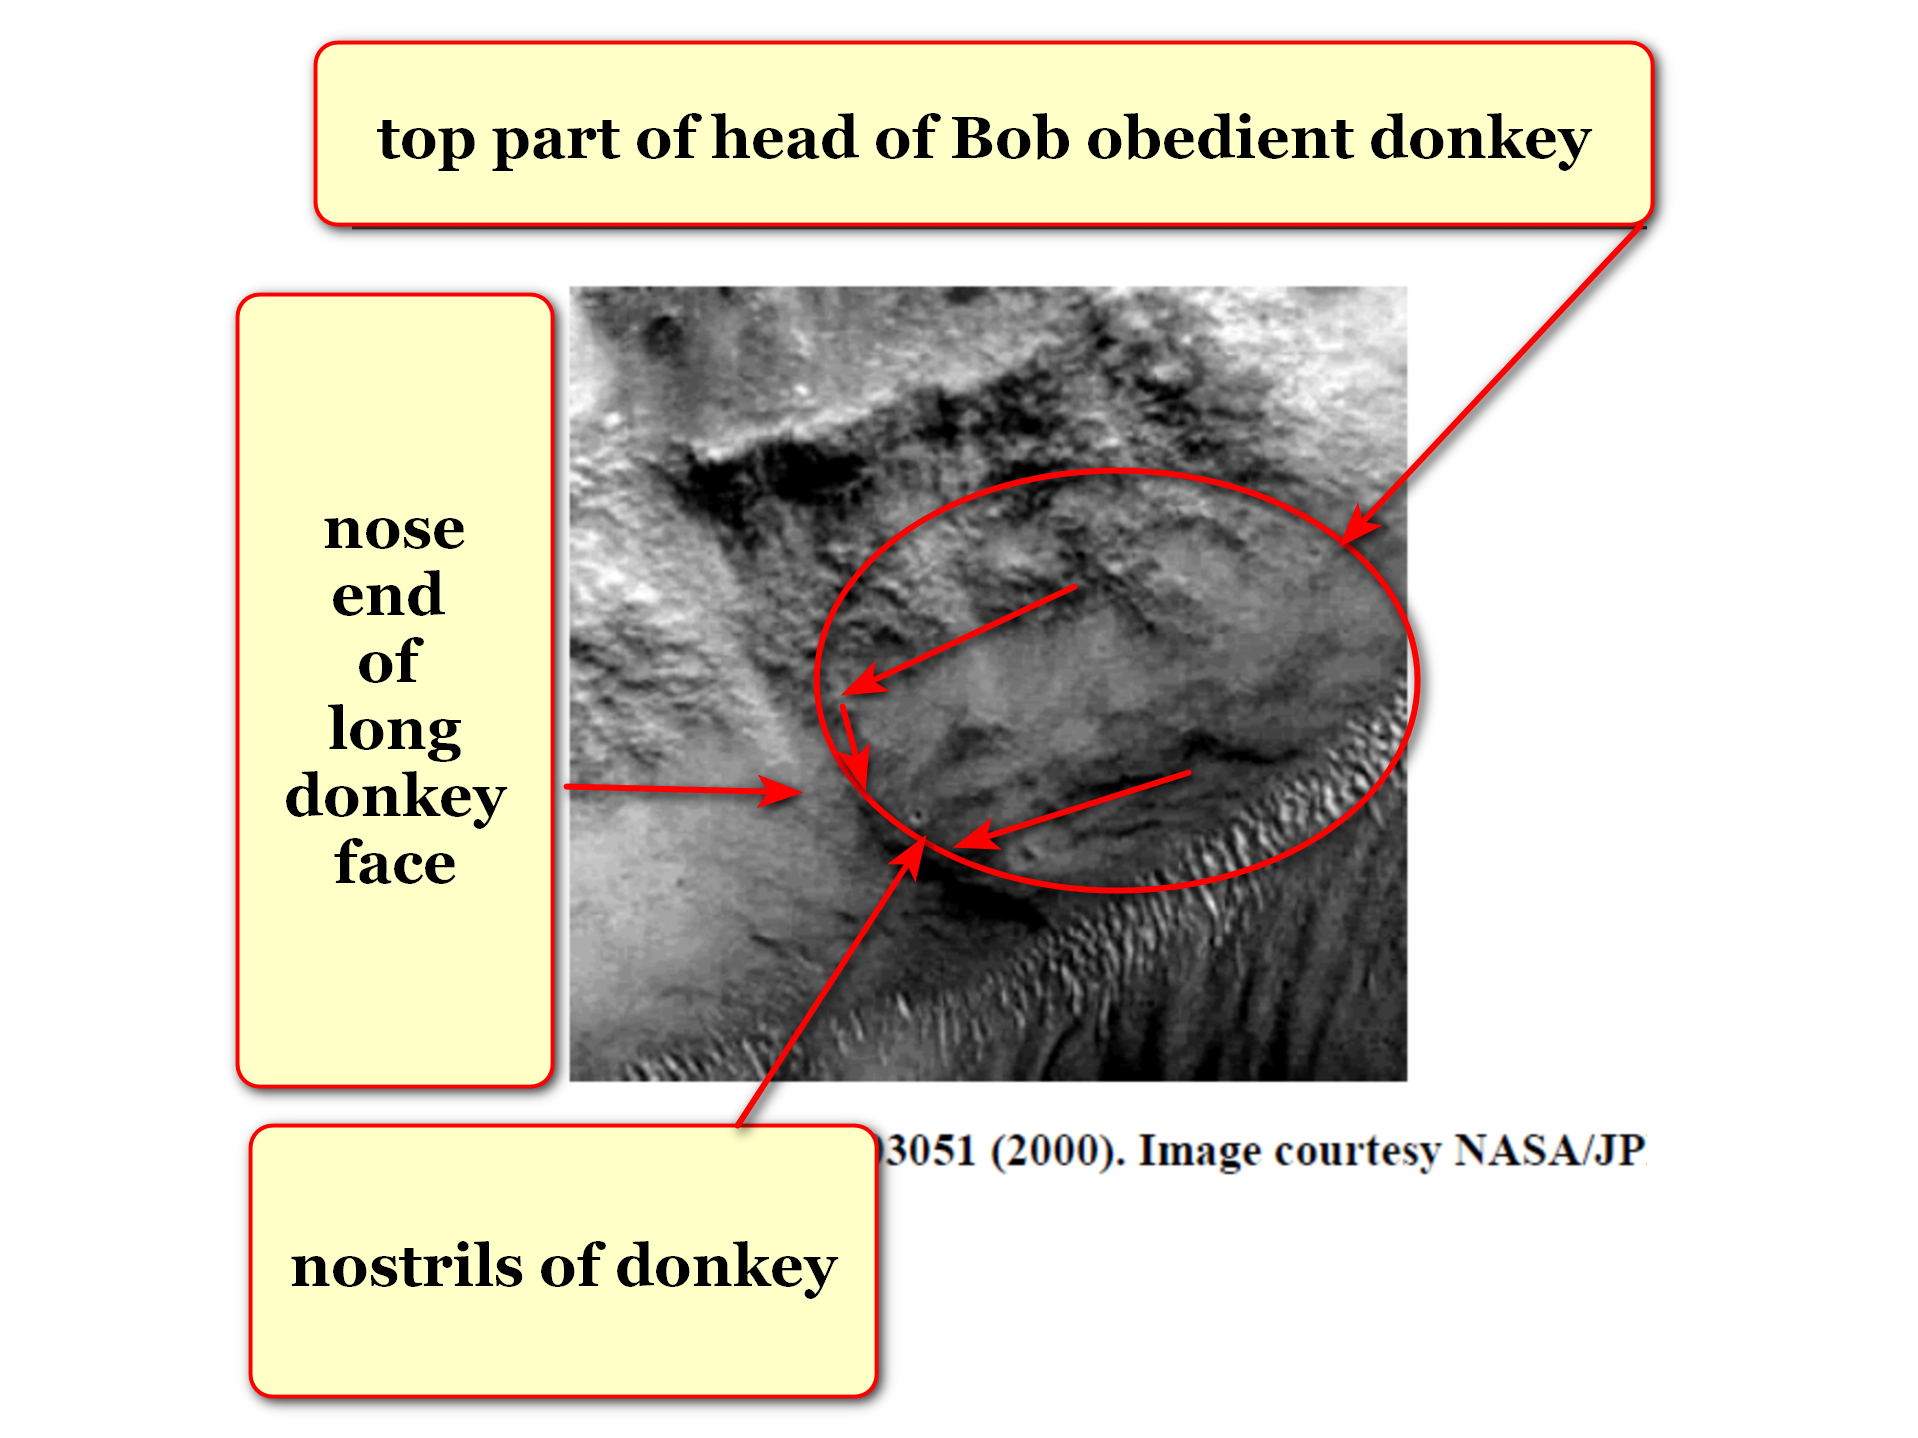 top part of head of Bob obedient donkey
nose
end
of
long
donkey
face
3051 (2000). Image courtesy NASA/JP
nostrils of donkey